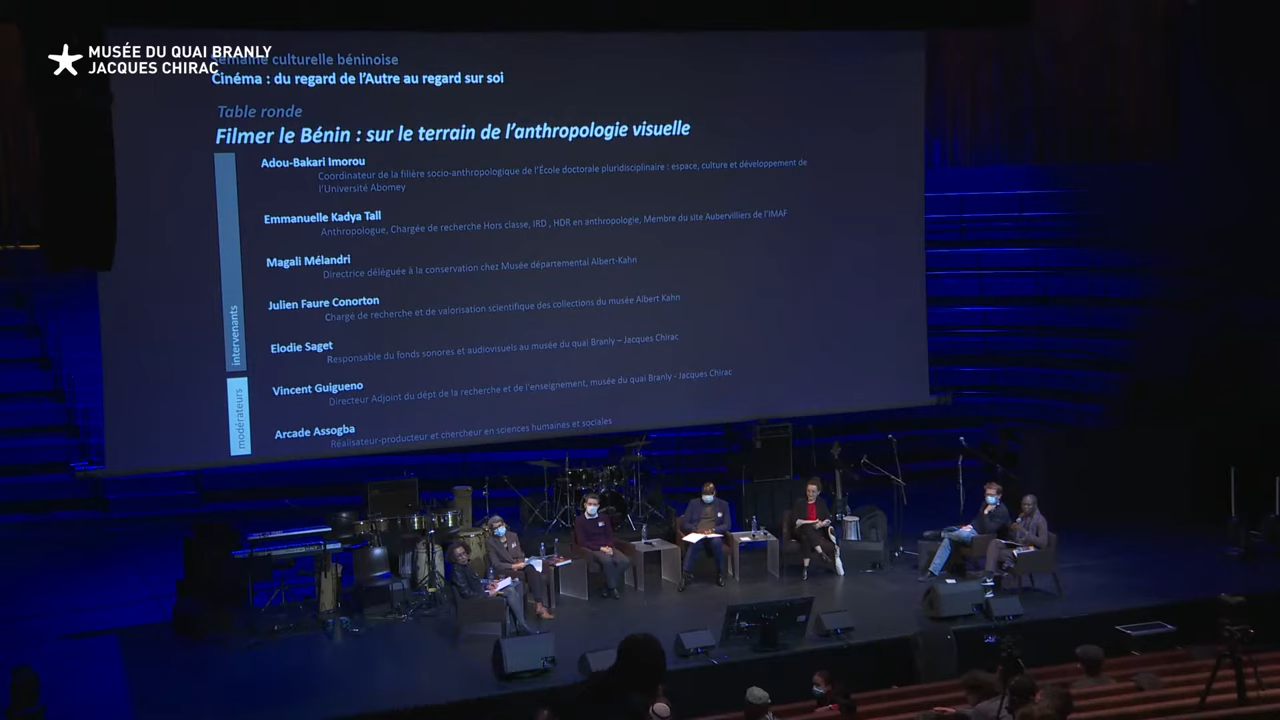 MUSÉE DU QUAI BRANLY
JACQUES CHIRAC
Semaine culturelle béninoise
Cinéma : du regard de l'Autre au regard sur soi
Table ronde
Filmer le Bénin : sur le terrain de l'anthropologie visuelle
intervenants
Adou-Bakari Imorou
Coordinateur de la filière socio-anthropologique de l'École doctorale pluridisciplinaire : espace, culture et développement de
l'Université Abomey
Emmanuelle Kadya Tall
Anthropologue, Chargée de recherche Hors classe, IRD , HDR en anthropologie, Membre du site Aubervilliers de l'IMAF
Magali Mélandri
Directrice déléguée à la conservation chez Musée départemental Albert-Kahn
Julien Faure Conorton
Chargé de recherche et de valorisation scientifique des collections du musée Albert Kahn
Elodie Saget
Responsable du fonds sonores et audiovisuels au musée du quai Branly – Jacques Chirac
modérateurs
Vincent Guigueno
Directeur Adjoint du dépt de la recherche et de l'enseignement, musée du quai Branly - Jacques Chirac
Arcade Assogba
Réalisateur-producteur et chercheur en sciences humaines et sociales